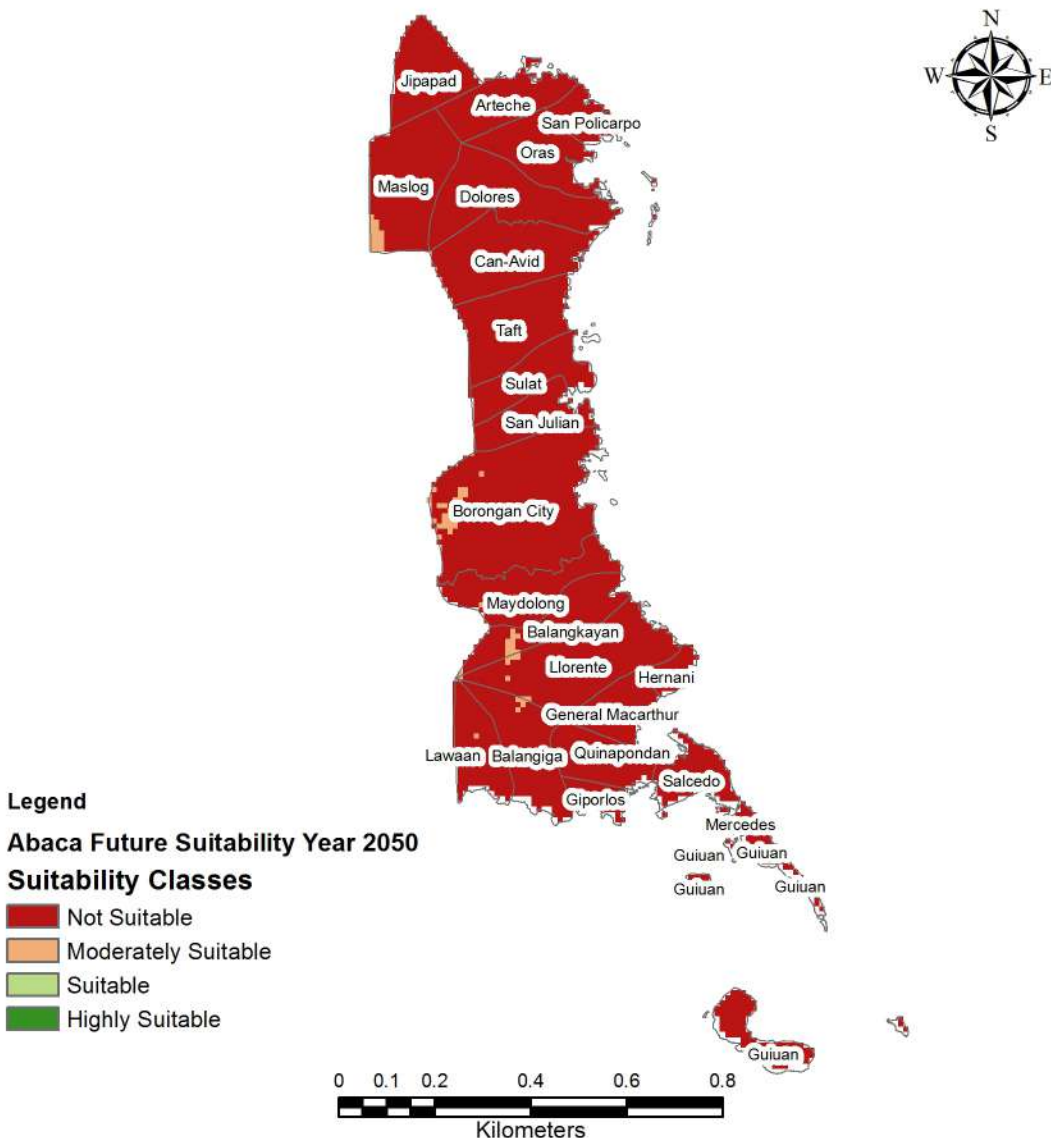 N
W
E
S
Jipapad
Arteche
San Policarpo
Oras
Maslog
Dolores
Can-Avid
Taft
Sulat
San Julian
Borongan City
Maydolong
Balangkayan
Llorente
Hernani
General Macarthur
Lawaan
Balangiga
Quinapondan
Salcedo
Giporlos
Mercedes
Guiuan
Guiuan
Guiuan
Guiuan
Guiuan
Legend
Abaca Future Suitability Year 2050
Suitability Classes
Not Suitable
Moderately Suitable
Suitable
Highly Suitable
0 0.1 0.2 0.4 0.6 0.8
Kilometers